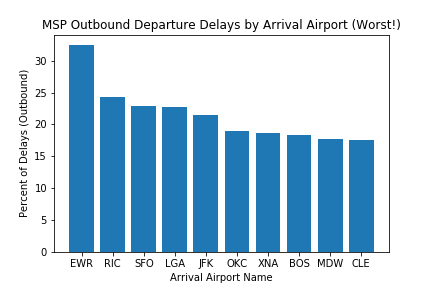 MSP Outbound Departure Delays by Arrival Airport (Worst!)
Percent of Delays (Outbound)
30
25
20
15
10
5
0
EWR RIC SFO LGA JFK OKC XNA BOS MDW CLE
Arrival Airport Name